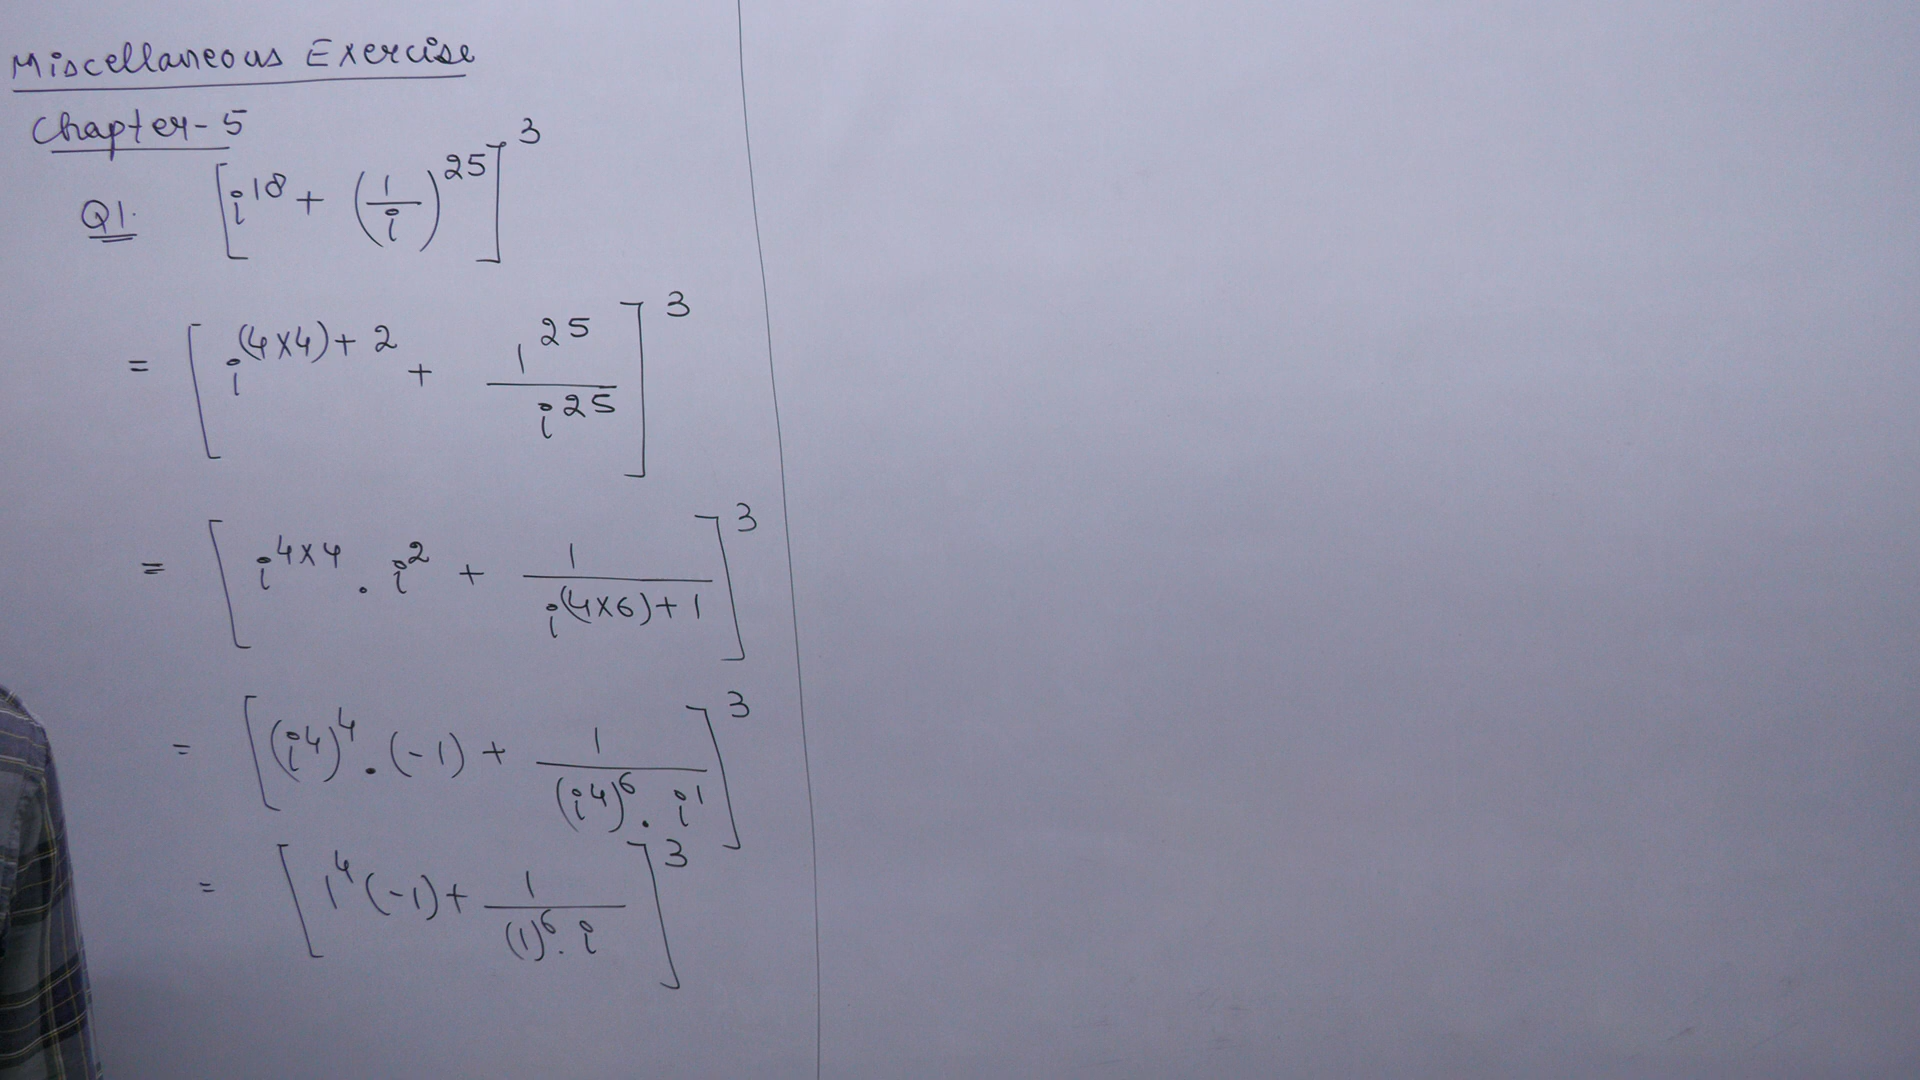 Miscellaneous Exercise
Chapter-5
Q1. [i^18 + (1/i)^25]^3
= [i^(4×4)+2 + 1^25/i^25]^3
= [i^4×4 . i^2 + 1/i^(4×6)+1]^3
= [(i^4)^4 . (-1) + 1/(i^4)^6 . i^1]^3
= [1^4 (-1) + 1/(1)^6 . i]^3